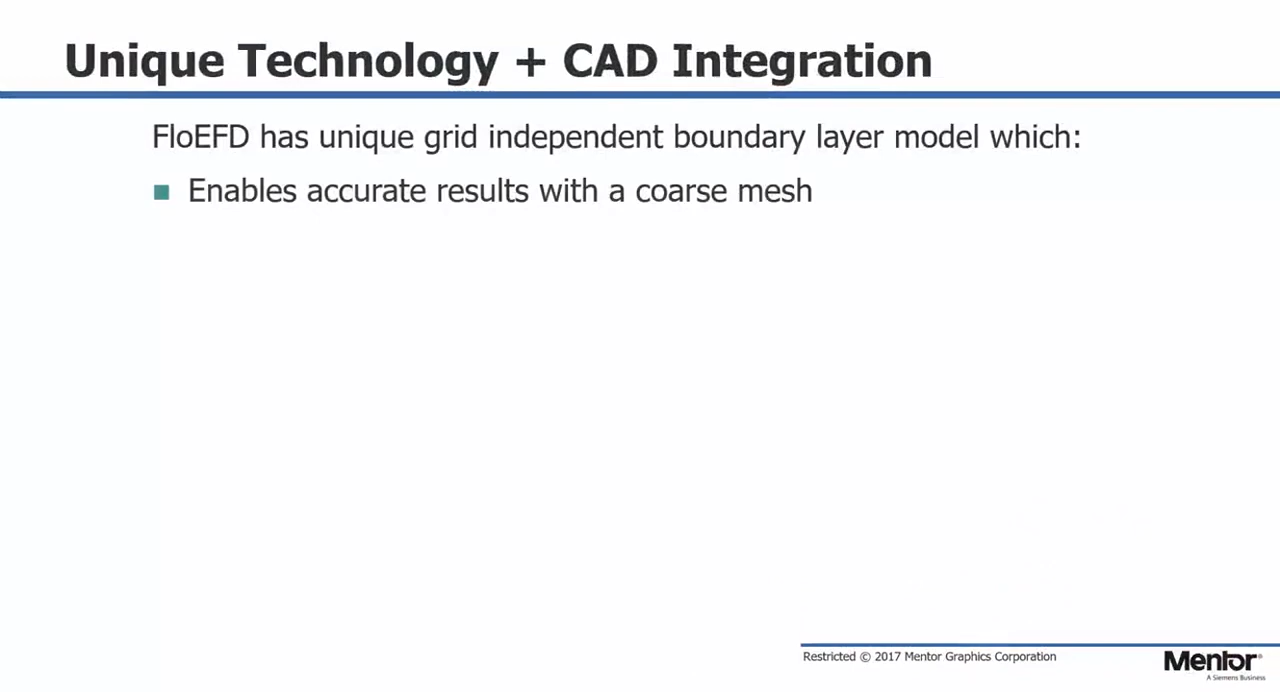 Unique Technology + CAD Integration
FloEFD has unique grid independent boundary layer model which:
Enables accurate results with a coarse mesh
Restricted © 2017 Mentor Graphics Corporation
Mentor®
A Siemens Business